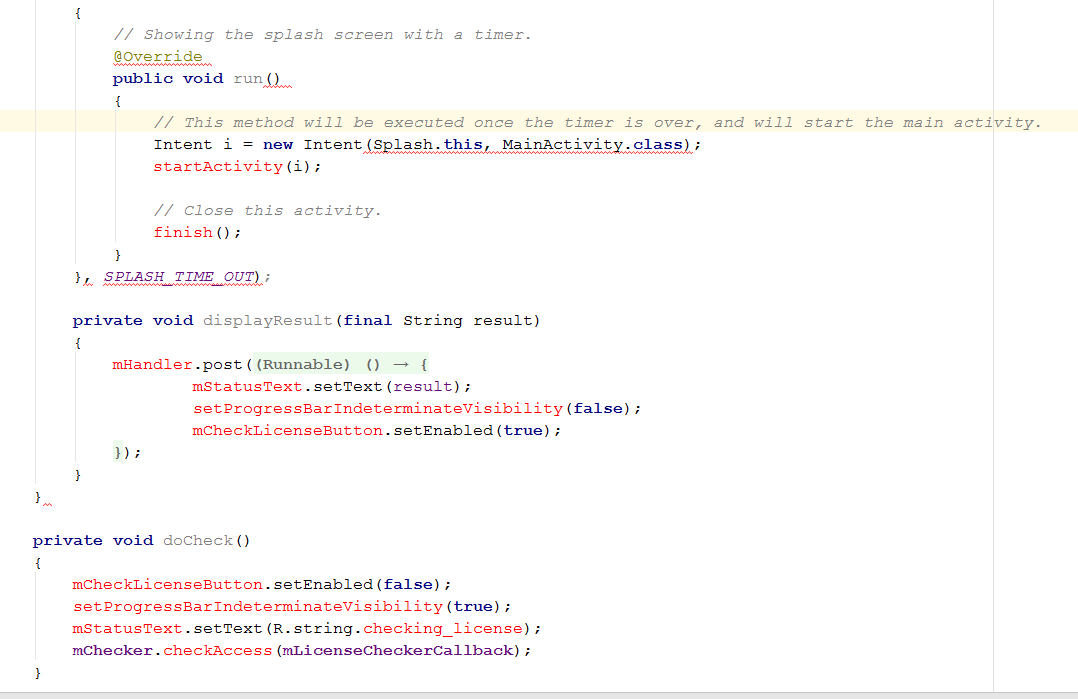 {
// Showing the splash screen with a timer.
@Override
public void run()
{
// This method will be executed once the timer is over, and will start the main activity.
Intent i = new Intent(Splash.this, MainActivity.class);
startActivity(i);
// Close this activity.
finish();
}
}, SPLASH_TIME_OUT);
private void displayResult(final String result)
{
mHandler.post((Runnable) () → {
mStatusText.setText(result);
setProgressBarIndeterminateVisibility(false);
mCheckLicenseButton.setEnabled(true);
});
}
}
private void doCheck()
{
mCheckLicenseButton.setEnabled(false);
setProgressBarIndeterminateVisibility(true);
mStatusText.setText(R.string.checking_license);
mChecker.checkAccess(mLicenseCheckerCallback);
}